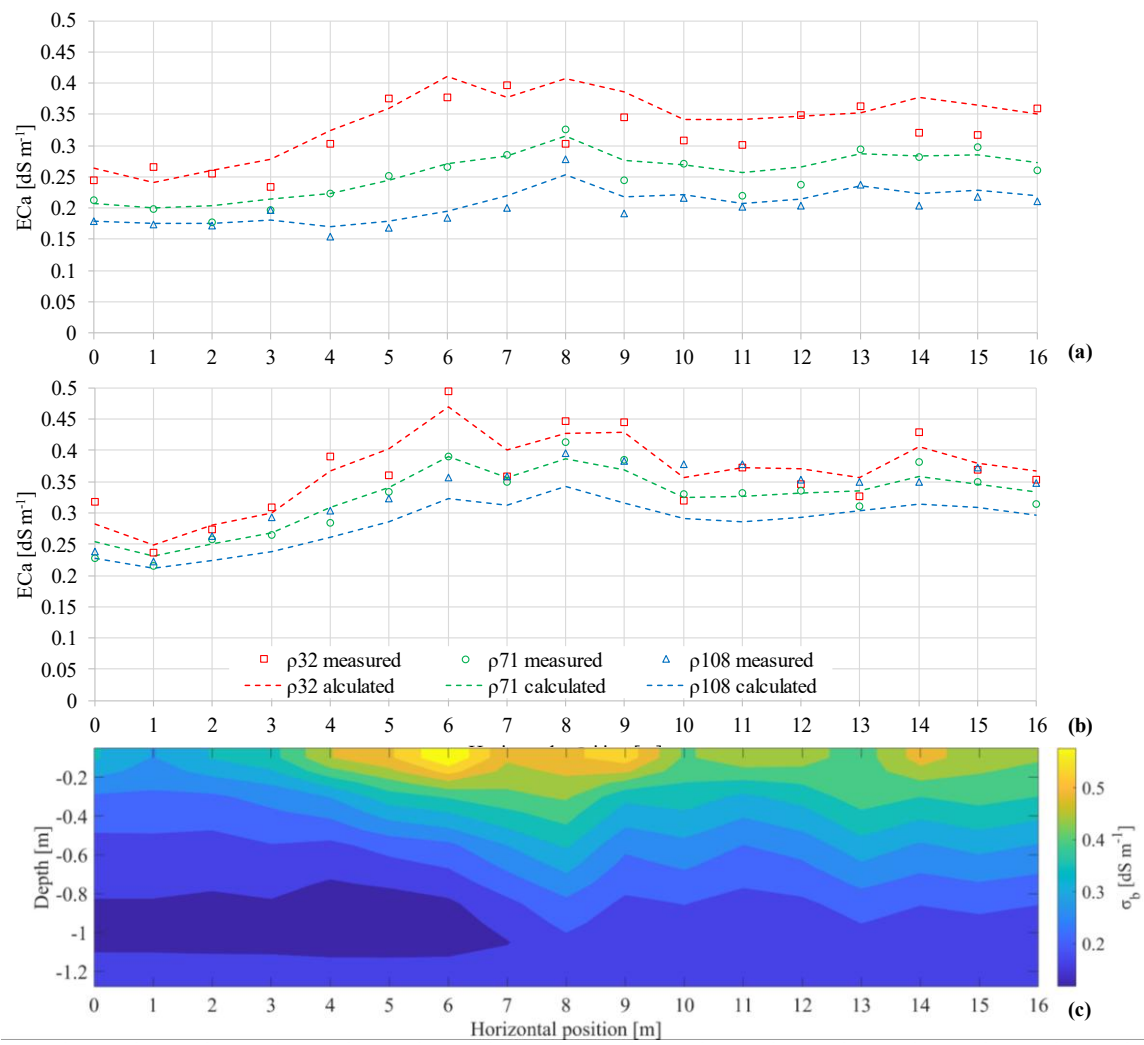 0.5
0.45
0.4
0.35
0.3
0.25
0.2
0.15
0.1
0.05
0
ECa [dS m⁻¹]
0 1 2 3 4 5 6 7 8 9 10 11 12 13 14 15 16
(a)
0.5
0.45
0.4
0.35
0.3
0.25
0.2
0.15
0.1
0.05
0
ECa [dS m⁻¹]
ρ32 measured ρ71 measured ρ108 measured
ρ32 alculated ρ71 calculated ρ108 calculated
0 1 2 3 4 5 6 7 8 9 10 11 12 13 14 15 16
(b)
-0.2
-0.4
-0.6
-0.8
-1
-1.2
Depth [m]
0 1 2 3 4 5 6 7 8 9 10 11 12 13 14 15 16
Horizontal position [m]
0.5
0.4
0.3
0.2
σb [dS m⁻¹]
(c)